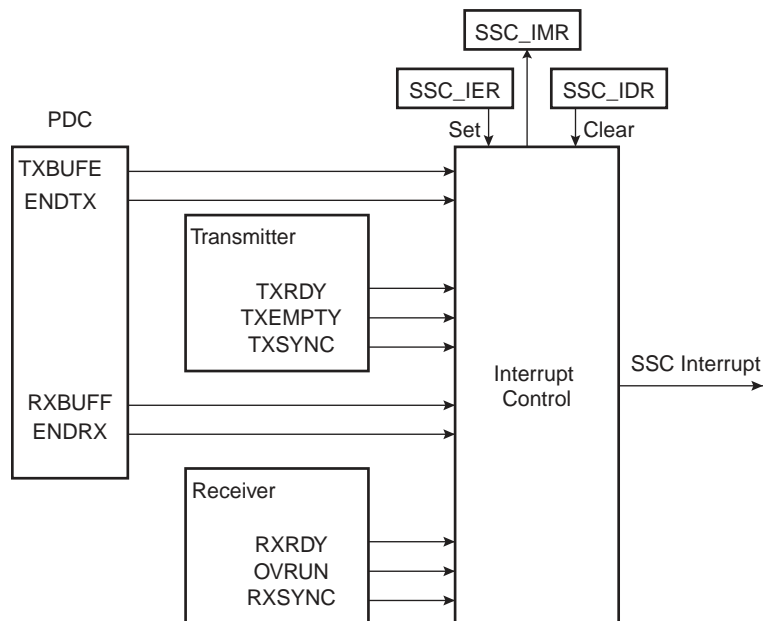 SSC_IMR
SSC_IER
SSC_IDR
PDC
Set
Clear
TXBUFE
ENDTX
Transmitter
TXRDY
TXEMPTY
TXSYNC
RXBUFF
ENDRX
Interrupt
Control
SSC Interrupt
Receiver
RXRDY
OVRUN
RXSYNC